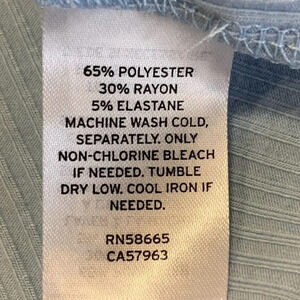 65% POLYESTER
30% RAYON
5% ELASTANE
MACHINE WASH COLD,
SEPARATELY. ONLY
NON-CHLORINE BLEACH
IF NEEDED. TUMBLE
DRY LOW. COOL IRON IF
NEEDED.
RN58665
CA57963